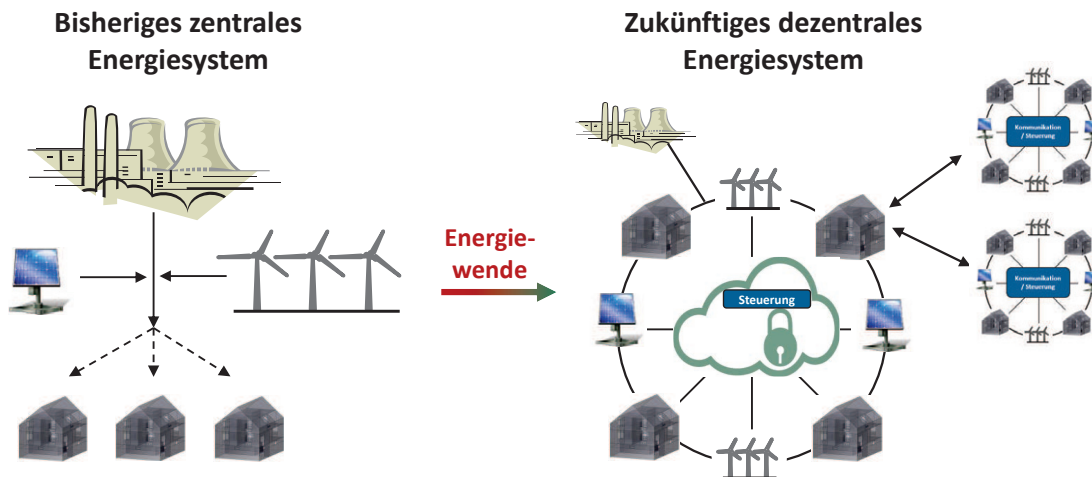 Bisheriges zentrales
Energiesystem
Zukünftiges dezentrales
Energiesystem
Energie-
wende
Steuerung
Kommunikation
/ Steuerung
Kommunikation
/ Steuerung